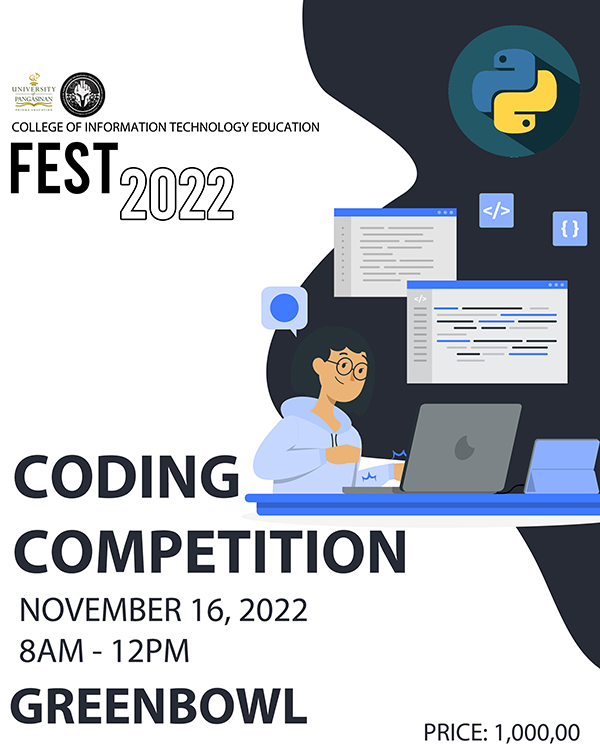 UNIVERSITY
of
PANGASINAN
COLLEGE OF INFORMATION TECHNOLOGY EDUCATION
FEST 2022
</>
{ }
</>
CODING
COMPETITION
NOVEMBER 16, 2022
8AM - 12PM
GREENBOWL
PRICE: 1,000,00